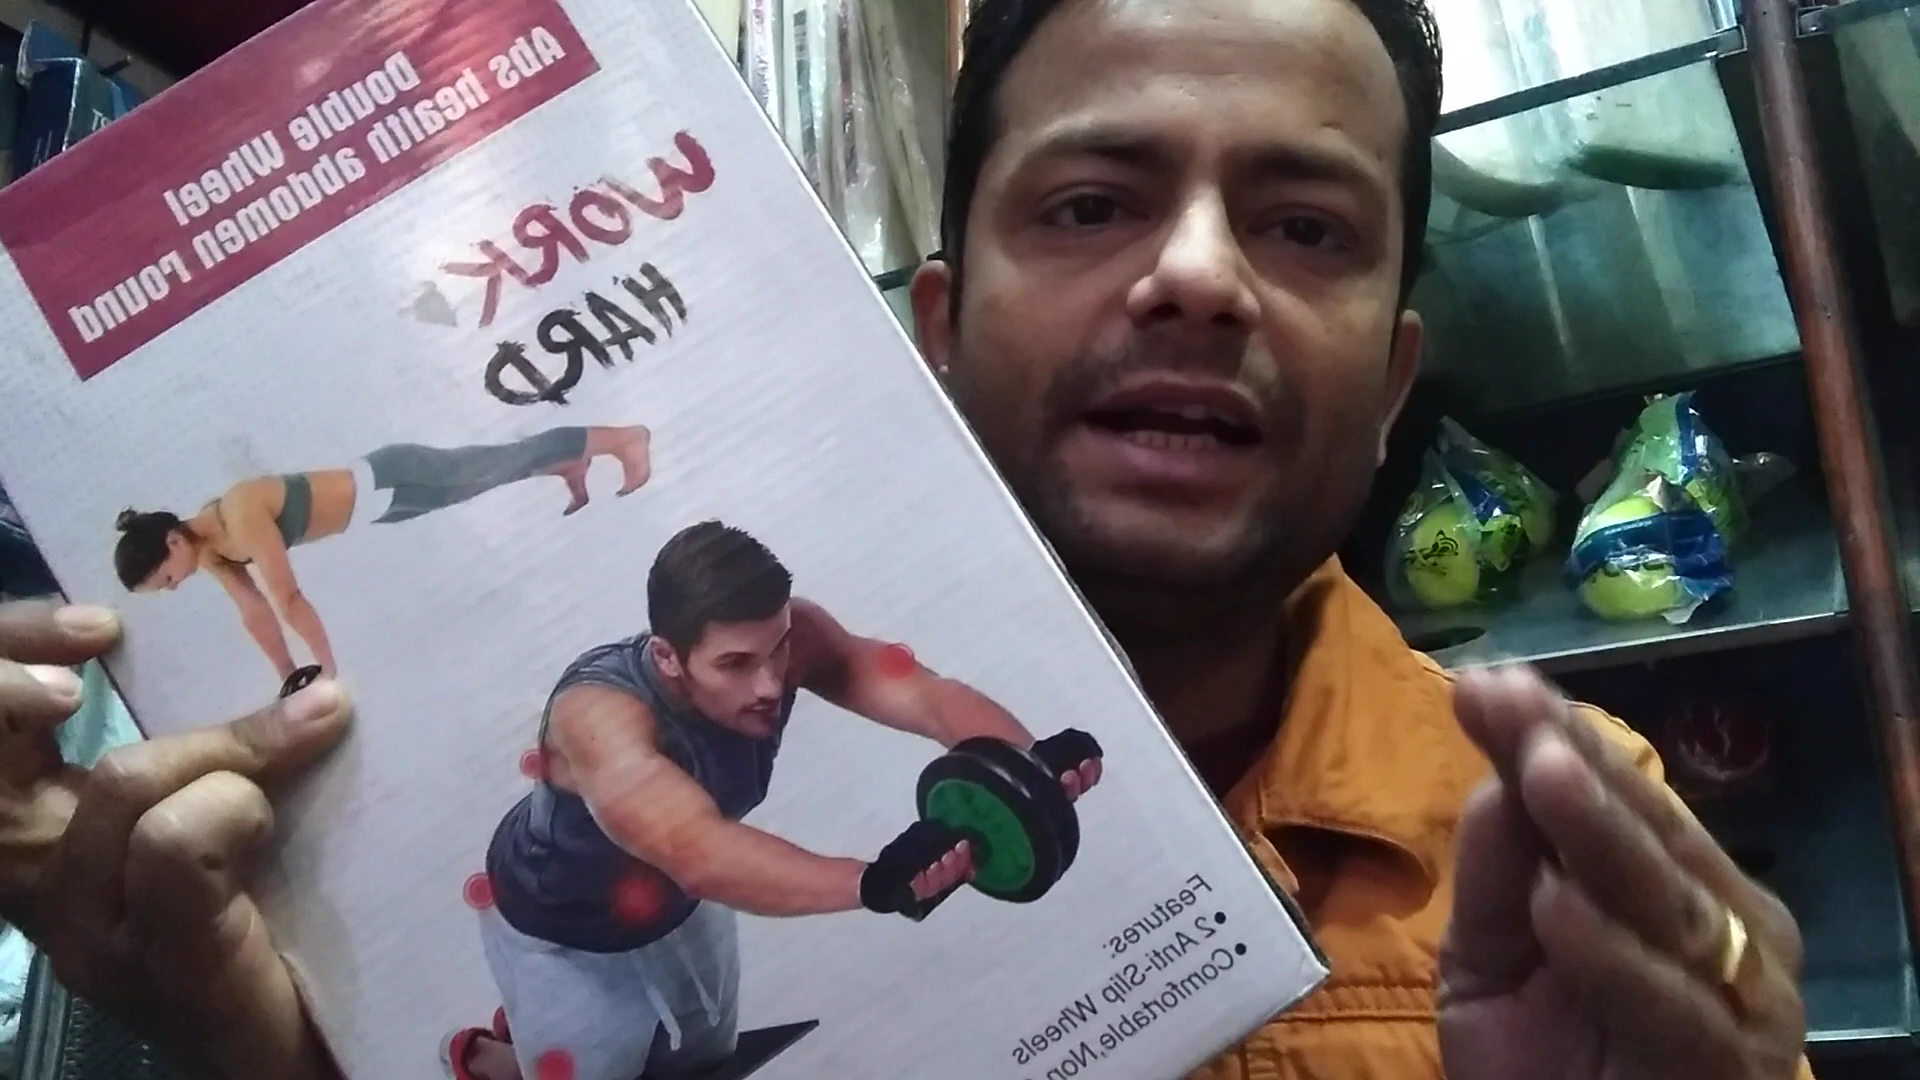 Abs health abdomen round
Double Wheel
WORK
HARD
Features:
•2 Anti-Slip Wheels
•Comfortable,Non